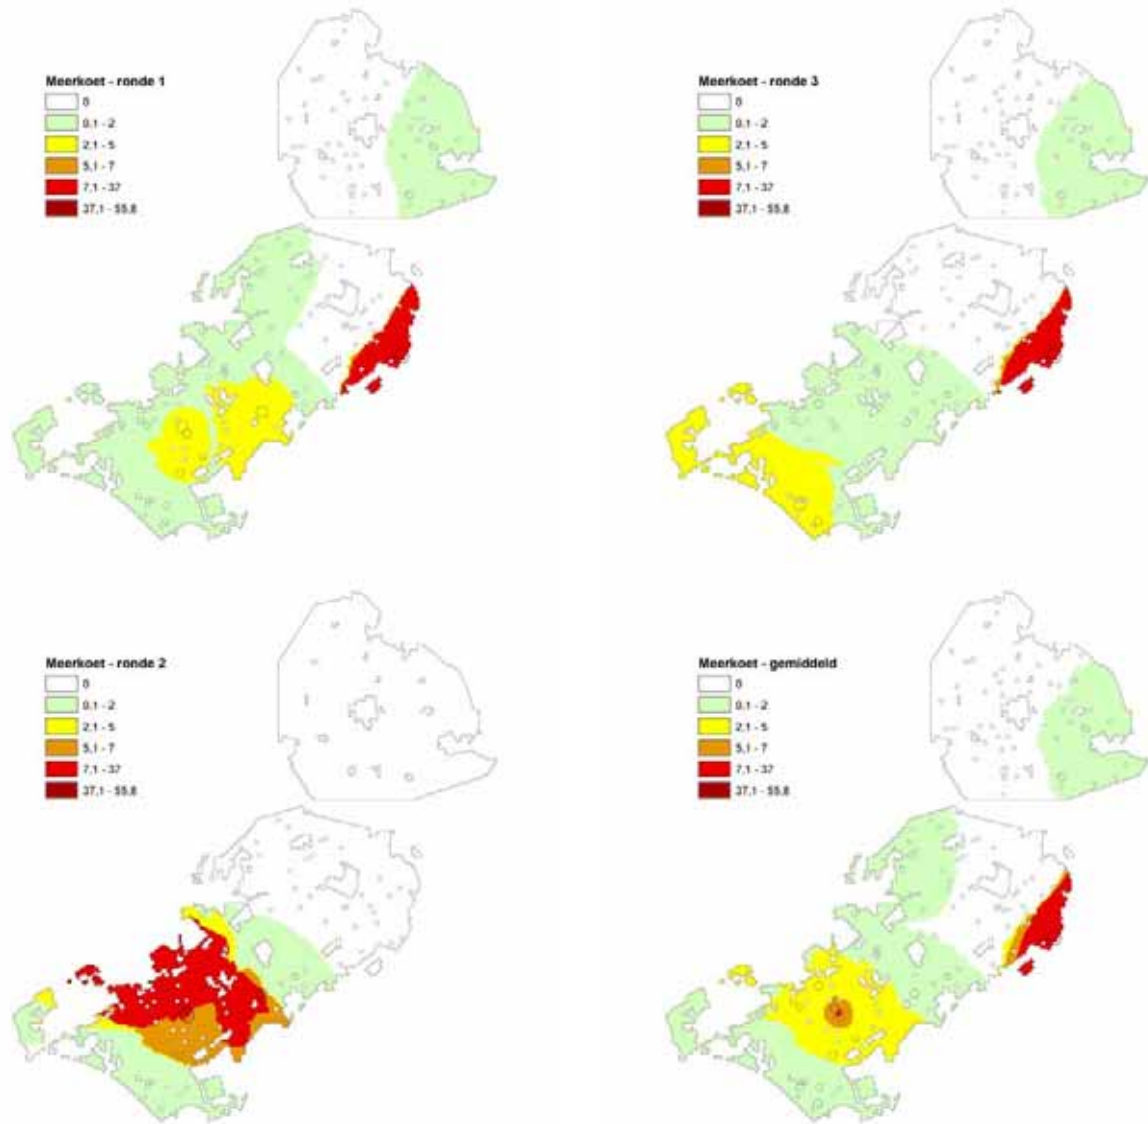 Meerkoet - ronde 1
0
0,1 - 2
2,1 - 5
5,1 - 7
7,1 - 37
37,1 - 55,8
Meerkoet - ronde 3
0
0,1 - 2
2,1 - 5
5,1 - 7
7,1 - 37
37,1 - 55,8
Meerkoet - ronde 2
0
0,1 - 2
2,1 - 5
5,1 - 7
7,1 - 37
37,1 - 55,8
Meerkoet - gemiddeld
0
0,1 - 2
2,1 - 5
5,1 - 7
7,1 - 37
37,1 - 55,8